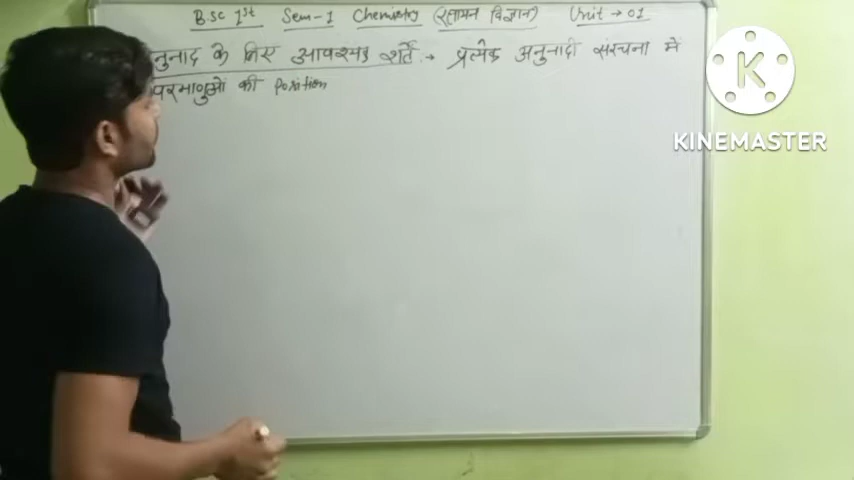 B.Sc 1st Sem-1 Chemistry (रसायन विज्ञान) Unit → 01
नुनाद के लिए आवश्यक शर्ते → प्रत्येक अनुनादी संरचना में
परमाणुओं की Position
K
KINEMASTER